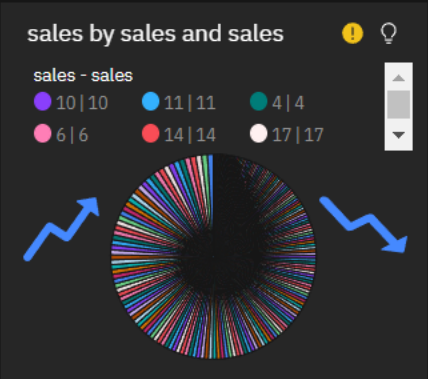 sales by sales and sales
sales - sales
10 | 10 11 | 11 4 | 4
6 | 6 14 | 14 17 | 17